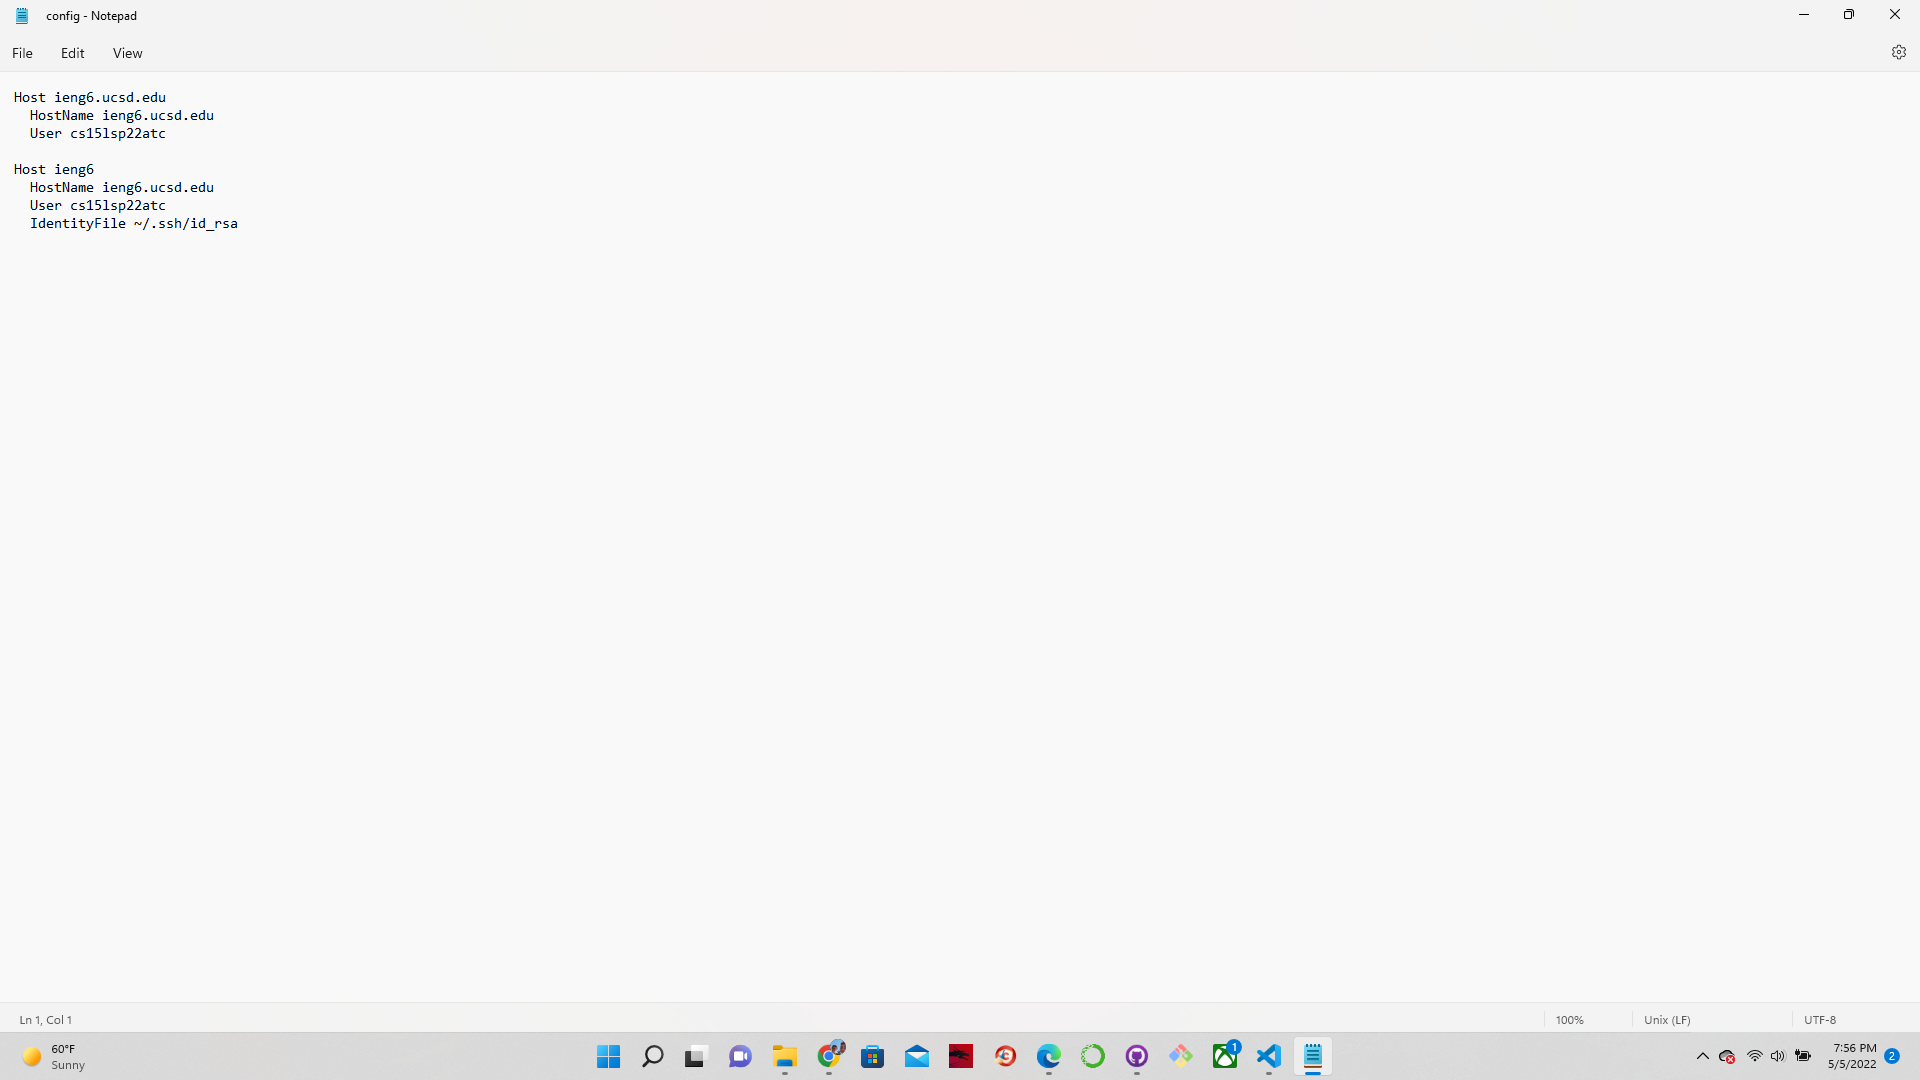 config - Notepad
File Edit View
Host ieng6.ucsd.edu
  HostName ieng6.ucsd.edu
  User cs15lsp22atc

Host ieng6
  HostName ieng6.ucsd.edu
  User cs15lsp22atc
  IdentityFile ~/.ssh/id_rsa
Ln 1, Col 1 100% Unix (LF) UTF-8
60°F
Sunny
1
7:56 PM
5/5/2022
2